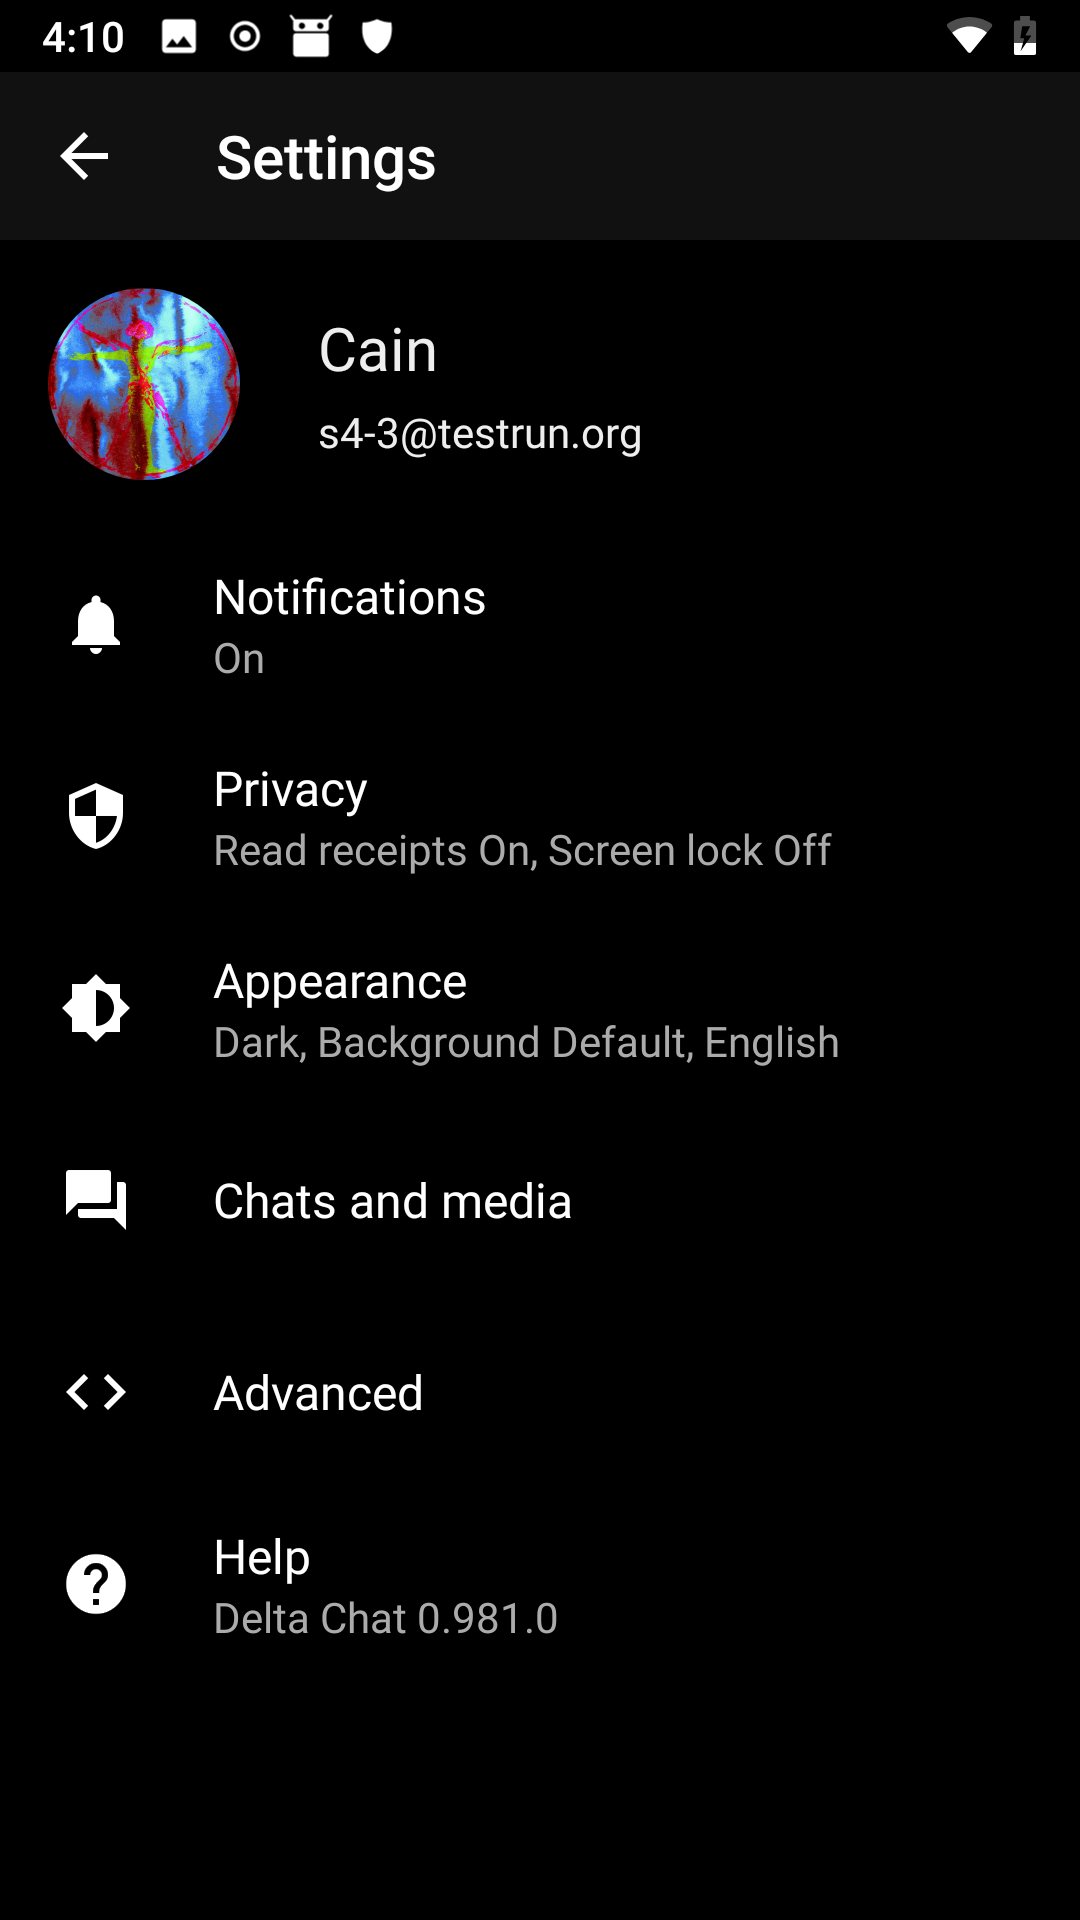 4:10
Settings
Cain
s4-3@testrun.org
Notifications
On
Privacy
Read receipts On, Screen lock Off
Appearance
Dark, Background Default, English
Chats and media
Advanced
Help
Delta Chat 0.981.0